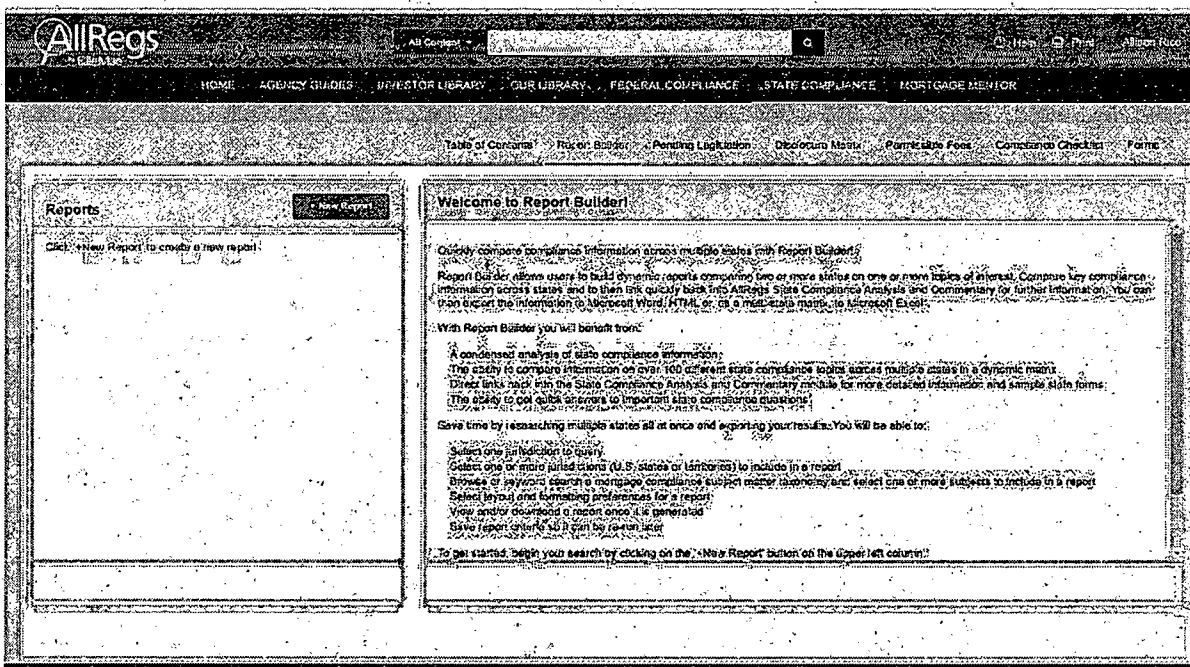 AllRegs
All Content
Help Print
HOME AGENCY GUIDES INVESTOR LIBRARY OUR LIBRARY FEDERAL COMPLIANCE STATE COMPLIANCE MORTGAGE MENTOR
Table of Contents Report Builder Pending Legislation Disclosure Matrix Permissible Fees Compliance Checklist Forms
Reports
Click '+New Report' to create a new report
Welcome to Report Builder!
Quickly compare compliance information across multiple states with Report Builder!
Report Builder allows users to build dynamic reports comparing two or more states on one or more topics of interest. Compare key compliance
information across states and to then link quickly back into AllRegs State Compliance Analysis and Commentary for further information. You can
then export the information to Microsoft Word, HTML or, as a multi-state matrix, to Microsoft Excel.
With Report Builder you will benefit from:
A condensed analysis of state compliance information
The ability to compare information on over 100 different state compliance topics across multiple states in a dynamic matrix
Direct links back into the State Compliance Analysis and Commentary module for more detailed information and sample state forms
The ability to get quick answers to important state compliance questions
Save time by researching multiple states all at once and exporting your results. You will be able to:
Select one jurisdiction to query
Select one or more jurisdictions (U.S. states or territories) to include in a report
Browse or keyword search a mortgage compliance subject matter taxonomy and select one or more subjects to include in a report
Select layout and formatting preferences for a report
View and/or download a report once it is generated
Save report criteria so it can be re-run later
To get started, begin your search by clicking on the '+New Report' button on the upper left column.